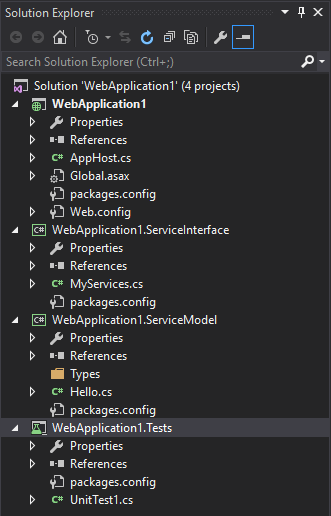 Solution Explorer
Search Solution Explorer (Ctrl+;)
Solution 'WebApplication1' (4 projects)
WebApplication1
Properties
References
C# AppHost.cs
Global.asax
packages.config
Web.config
C# WebApplication1.ServiceInterface
Properties
References
C# MyServices.cs
packages.config
C# WebApplication1.ServiceModel
Properties
References
Types
C# Hello.cs
packages.config
WebApplication1.Tests
Properties
References
packages.config
C# UnitTest1.cs